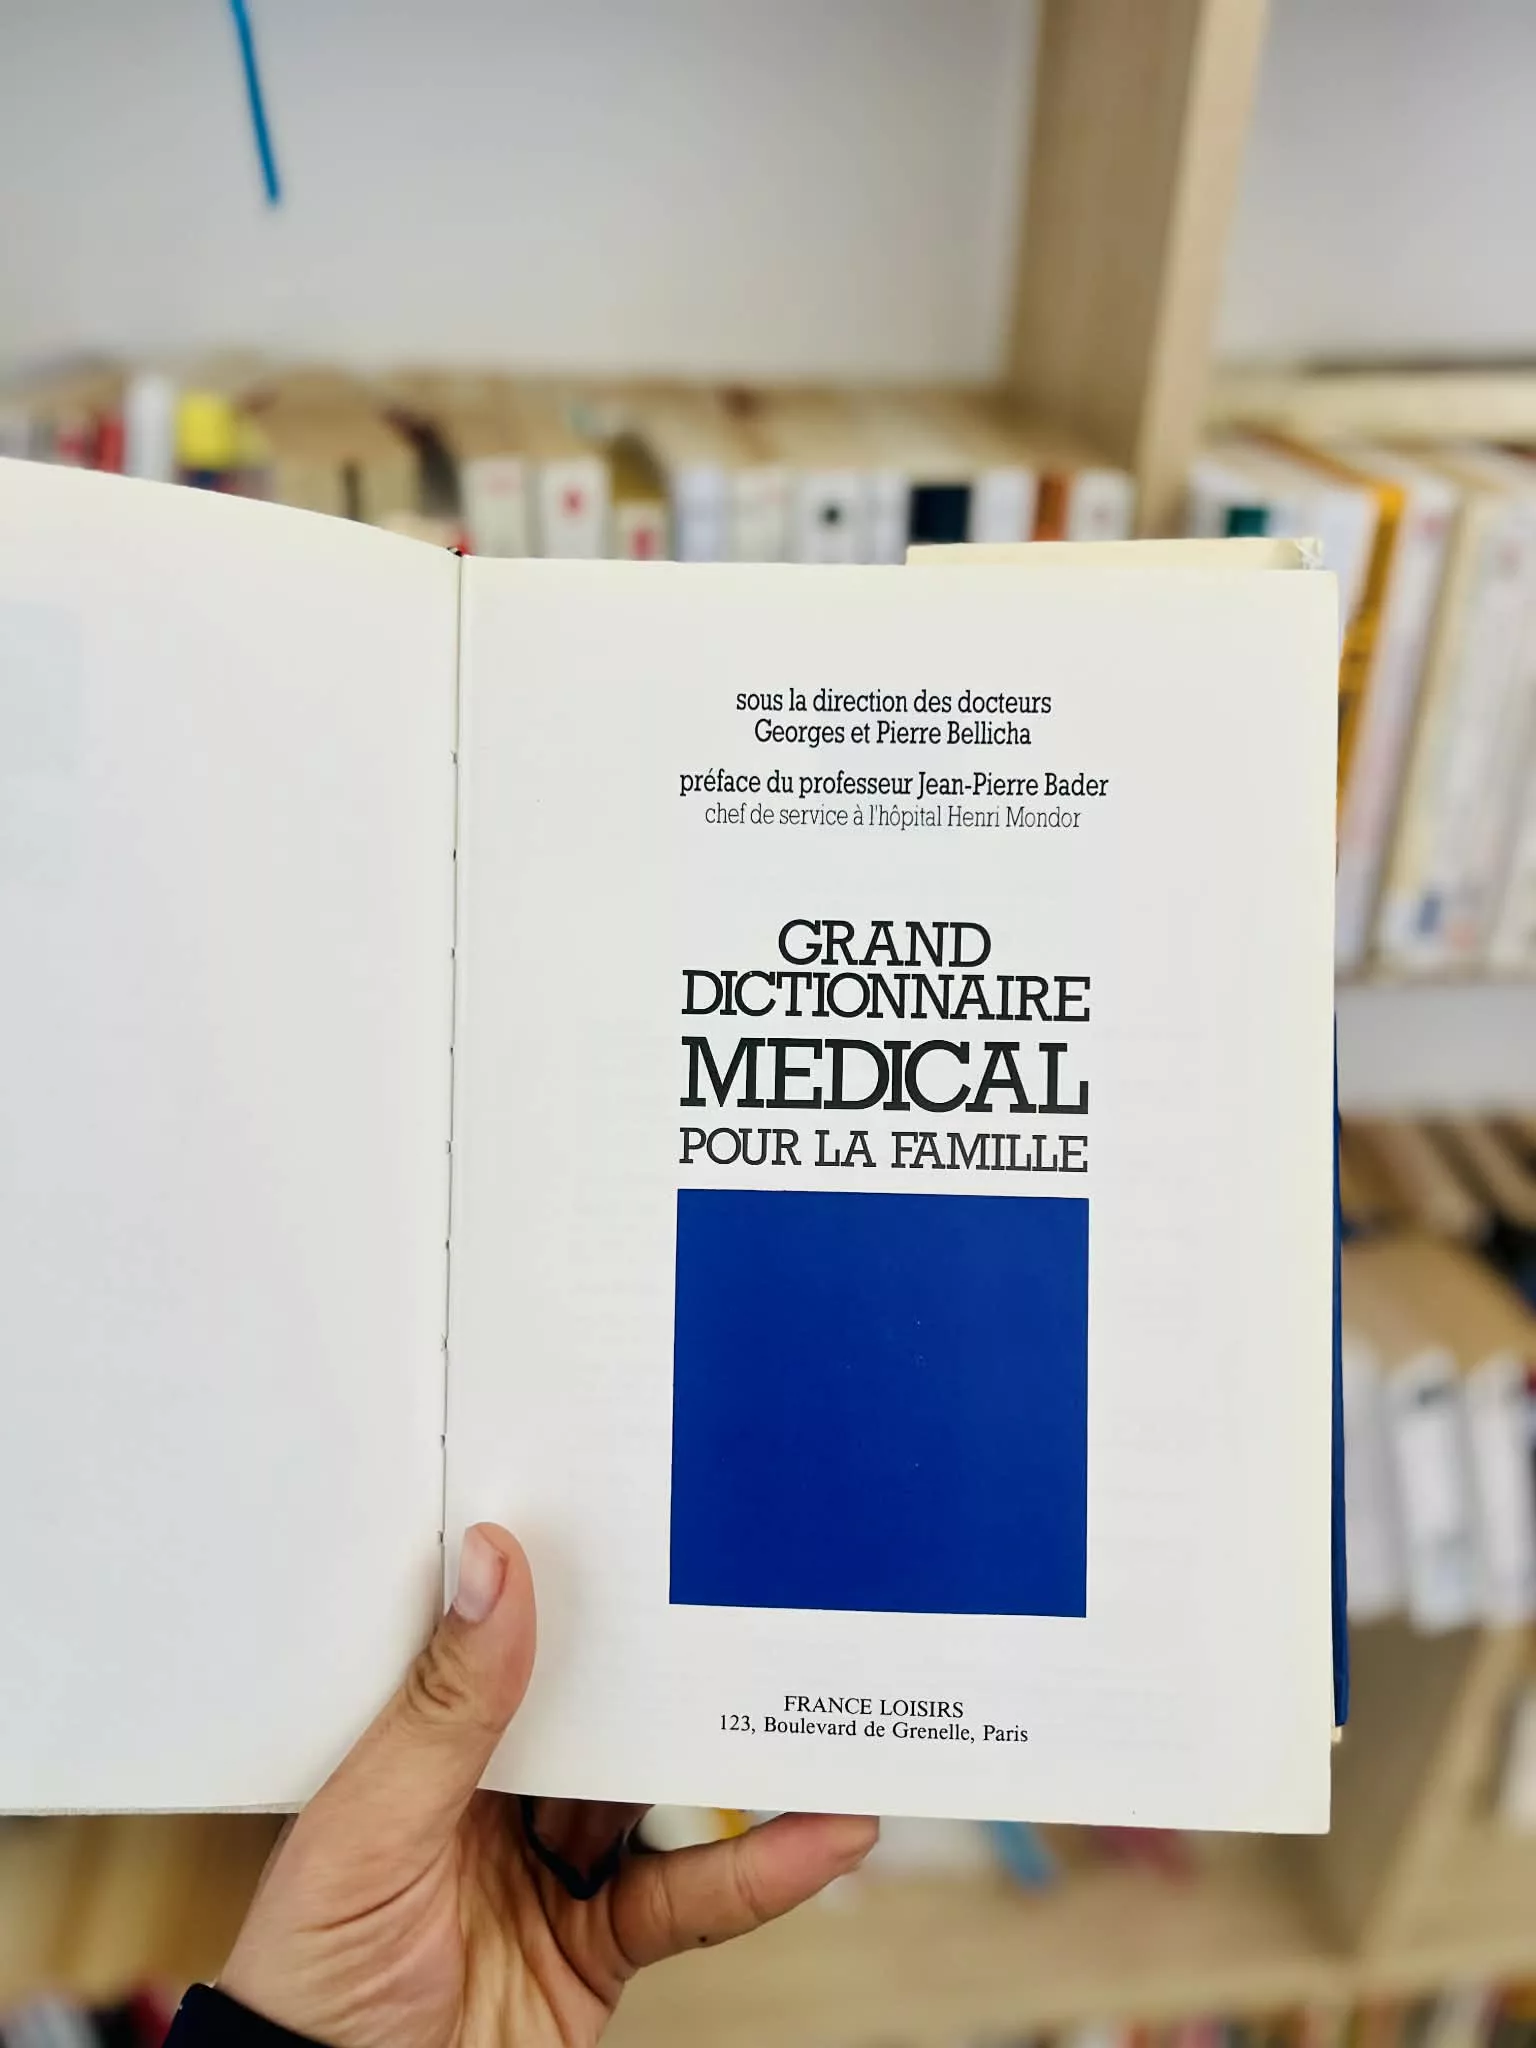 sous la direction des docteurs
Georges et Pierre Bellicha
préface du professeur Jean-Pierre Bader
chef de service à l'hôpital Henri Mondor
GRAND
DICTIONNAIRE
MEDICAL
POUR LA FAMILLE
FRANCE LOISIRS
123, Boulevard de Grenelle, Paris